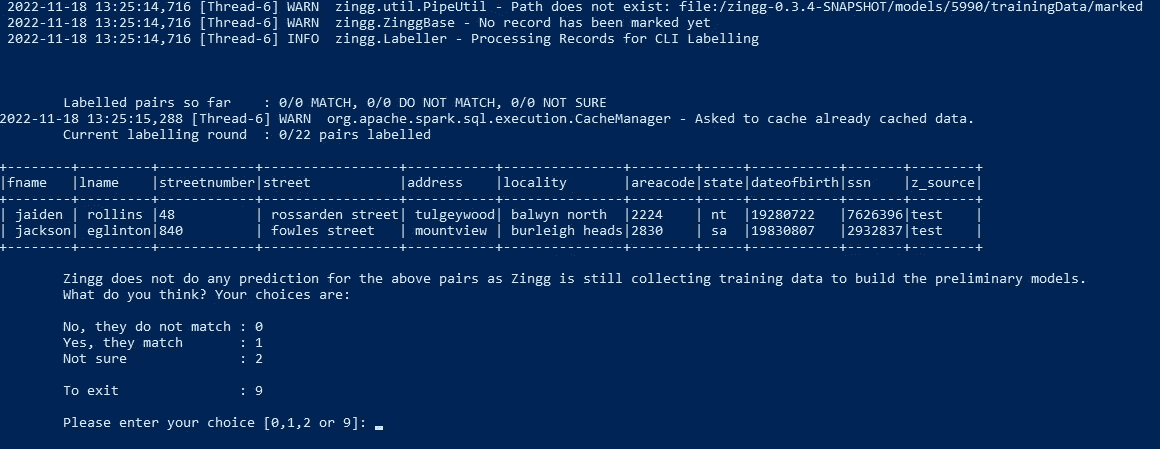 2022-11-18 13:25:14,716 [Thread-6] WARN  zingg.util.PipeUtil - Path does not exist: file:/zingg-0.3.4-SNAPSHOT/models/5990/trainingData/marked
2022-11-18 13:25:14,716 [Thread-6] WARN  zingg.ZinggBase - No record has been marked yet
2022-11-18 13:25:14,716 [Thread-6] INFO  zingg.Labeller - Processing Records for CLI Labelling
Labelled pairs so far    : 0/0 MATCH, 0/0 DO NOT MATCH, 0/0 NOT SURE
2022-11-18 13:25:15,288 [Thread-6] WARN  org.apache.spark.sql.execution.CacheManager - Asked to cache already cached data.
Current labelling round  : 0/22 pairs labelled
+--------+---------+------------+-----------------+-----------+---------------+--------+-----+-----------+-------+--------+
|fname   |lname    |streetnumber|street           |address    |locality       |areacode|state|dateofbirth|ssn    |z_source|
+--------+---------+------------+-----------------+-----------+---------------+--------+-----+-----------+-------+--------+
| jaiden | rollins |48          | rossarden street| tulgeywood| balwyn north  |2224    | nt  |19280722   |7626396|test    |
| jackson| eglinton|840         | fowles street   | mountview | burleigh heads|2830    | sa  |19830807   |2932837|test    |
+--------+---------+------------+-----------------+-----------+---------------+--------+-----+-----------+-------+--------+
Zingg does not do any prediction for the above pairs as Zingg is still collecting training data to build the preliminary models.
What do you think? Your choices are:
No, they do not match : 0
Yes, they match       : 1
Not sure              : 2
To exit               : 9
Please enter your choice [0,1,2 or 9]: _